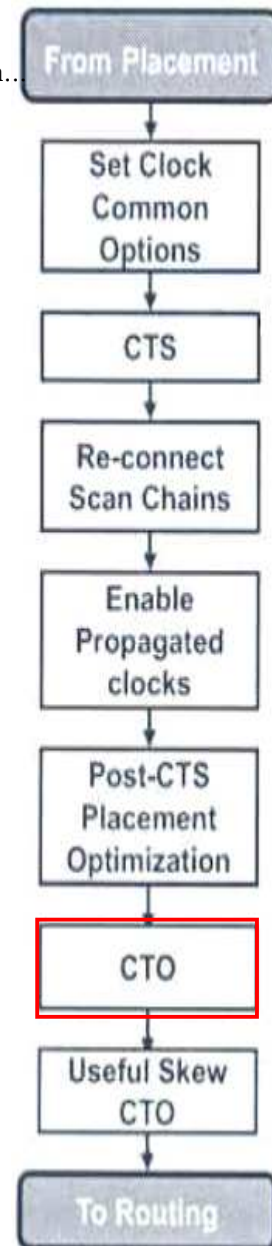 From Placement
n...
Set Clock
Common
Options
CTS
Re-connect
Scan Chains
Enable
Propagated
clocks
Post-CTS
Placement
Optimization
CTO
Useful Skew
CTO
To Routing